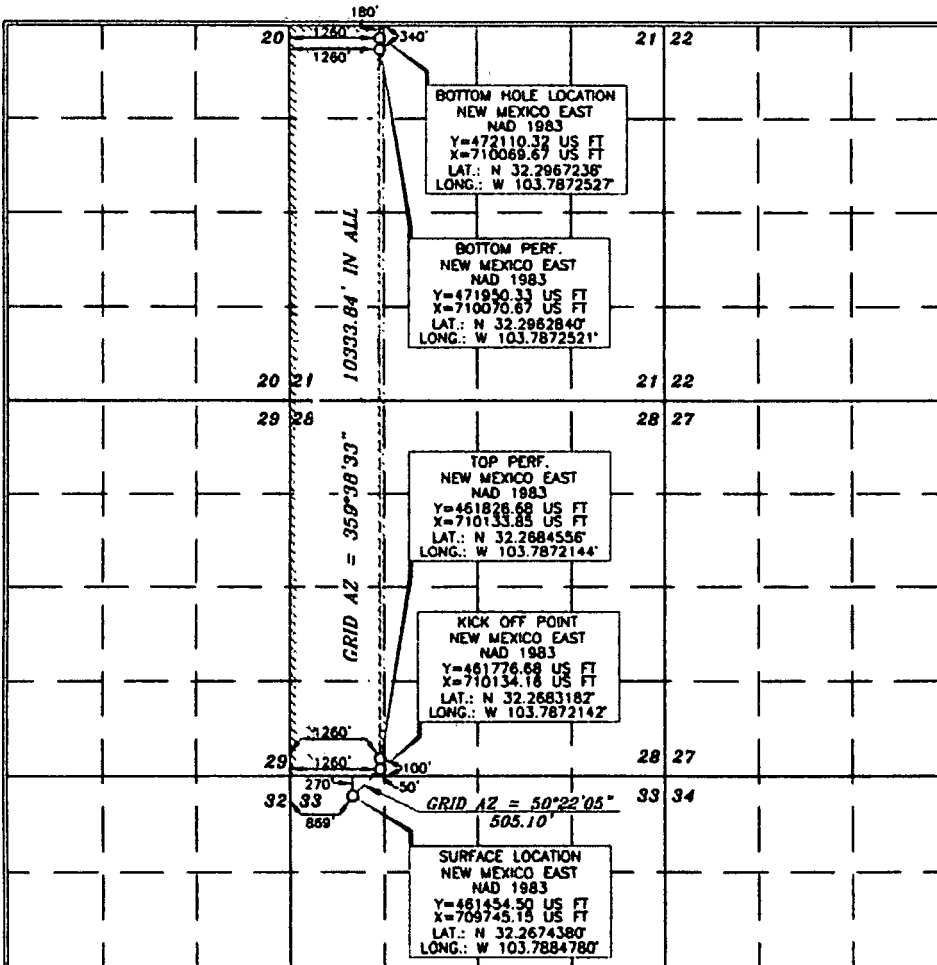 180'
20
1260'
340'
21 22
1260'
BOTTOM HOLE LOCATION
NEW MEXICO EAST
NAD 1983
Y=472110.32 US FT
X=710069.67 US FT
LAT.: N 32.2967238°
LONG.: W 103.7872527°
BOTTOM PERF.
NEW MEXICO EAST
NAD 1983
Y=471950.33 US FT
X=710070.67 US FT
LAT.: N 32.2962840°
LONG.: W 103.7872521°
10333.84' IN ALL
20 21
21 22
29 28
28 27
GRID AZ = 359°38'33"
TOP PERF.
NEW MEXICO EAST
NAD 1983
Y=461826.68 US FT
X=710133.85 US FT
LAT.: N 32.2684556°
LONG.: W 103.7872144°
KICK OFF POINT
NEW MEXICO EAST
NAD 1983
Y=461776.68 US FT
X=710134.16 US FT
LAT.: N 32.2683182°
LONG.: W 103.7872142°
1260'
29
1260'
100'
28 27
270'
50'
32 33
GRID AZ = 50°22'05"
33 34
505.10'
869'
SURFACE LOCATION
NEW MEXICO EAST
NAD 1983
Y=461454.50 US FT
X=709745.15 US FT
LAT.: N 32.2674380°
LONG.: W 103.7884780°